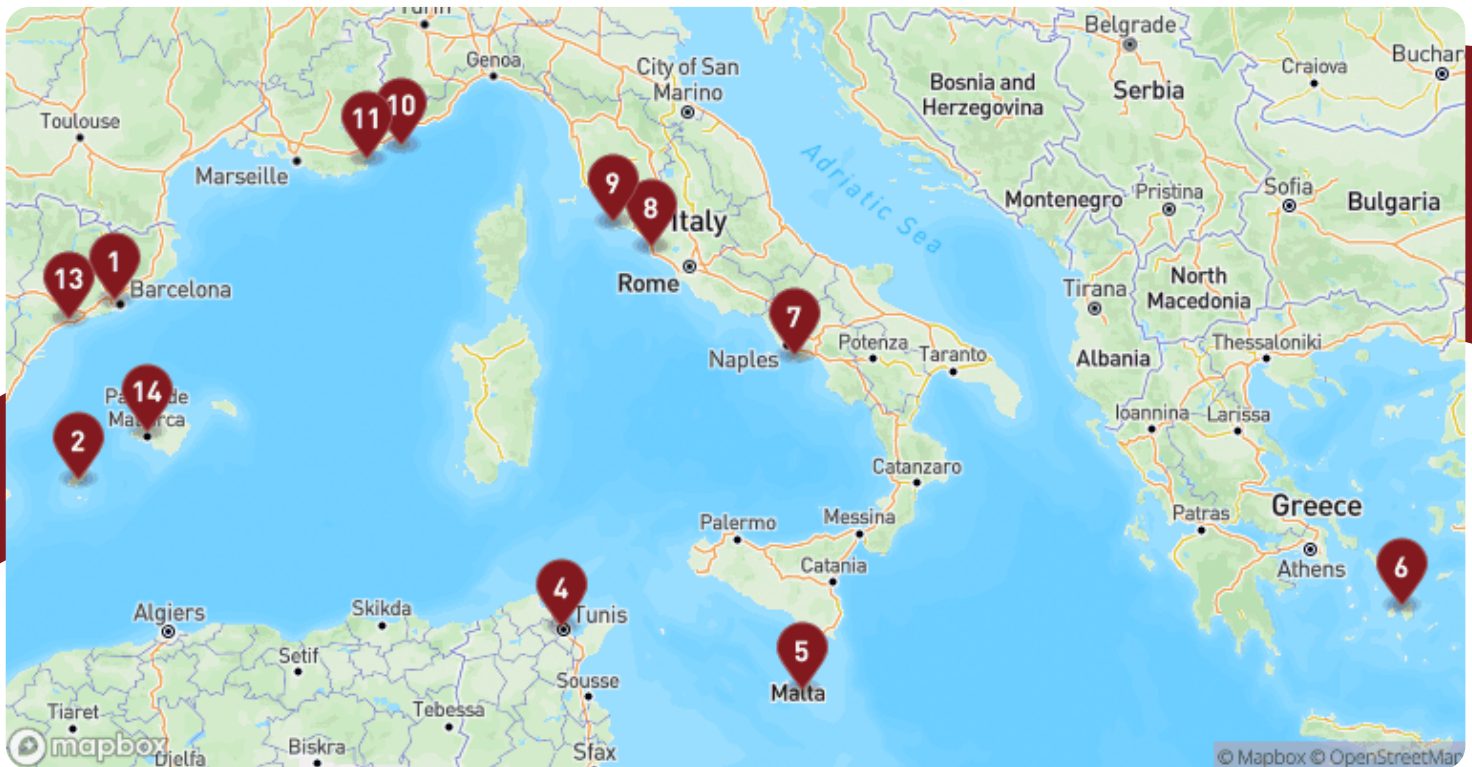 Turin
Belgrade
Genoa
City of San
Marino
Craiova
Bosnia and
Herzegovina
Serbia
10
11
Toulouse
Marseille
Adriatic Sea
9
8
Italy
Montenegro
Pristina
Sofia
Bulgaria
1
13
Barcelona
Rome
Tirana
North
Macedonia
7
Naples
Potenza
Taranto
Albania
Thessaloniki
14
Ioannina
Larissa
2
Catanzaro
Palermo
Messina
Patras
Greece
Catania
Athens
6
4
Algiers
Skikda
Tunis
Setif
5
Malta
Sousse
Tiaret
Tebessa
mapbox
Djelfa
Biskra
Sfax
© Mapbox © OpenStreetMap